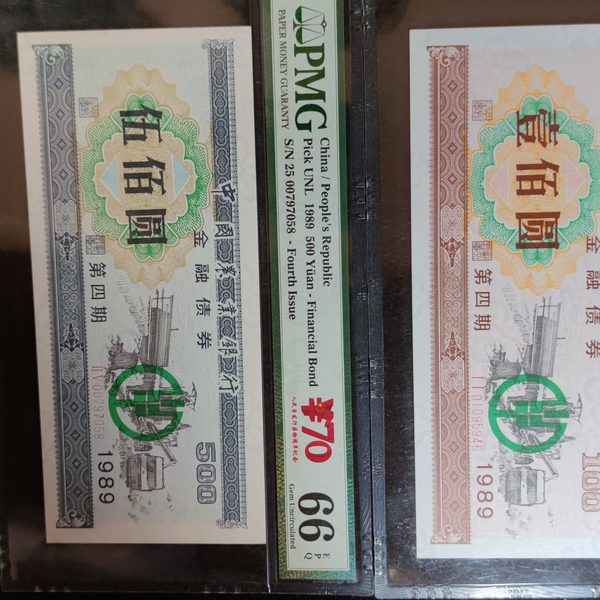 伍佰圆
中国农业银行
金融债券
第四期
IIV00797058
1989
500
PMG
PAPER MONEY GUARANTY
China / People's Republic
Pick UNL 1989 500 Yüan - Financial Bond
S/N 25 00797058 - Fourth Issue
¥70
66 EPQ
Gem Uncirculated
壹佰圆
金融债券
第四期
1989
100